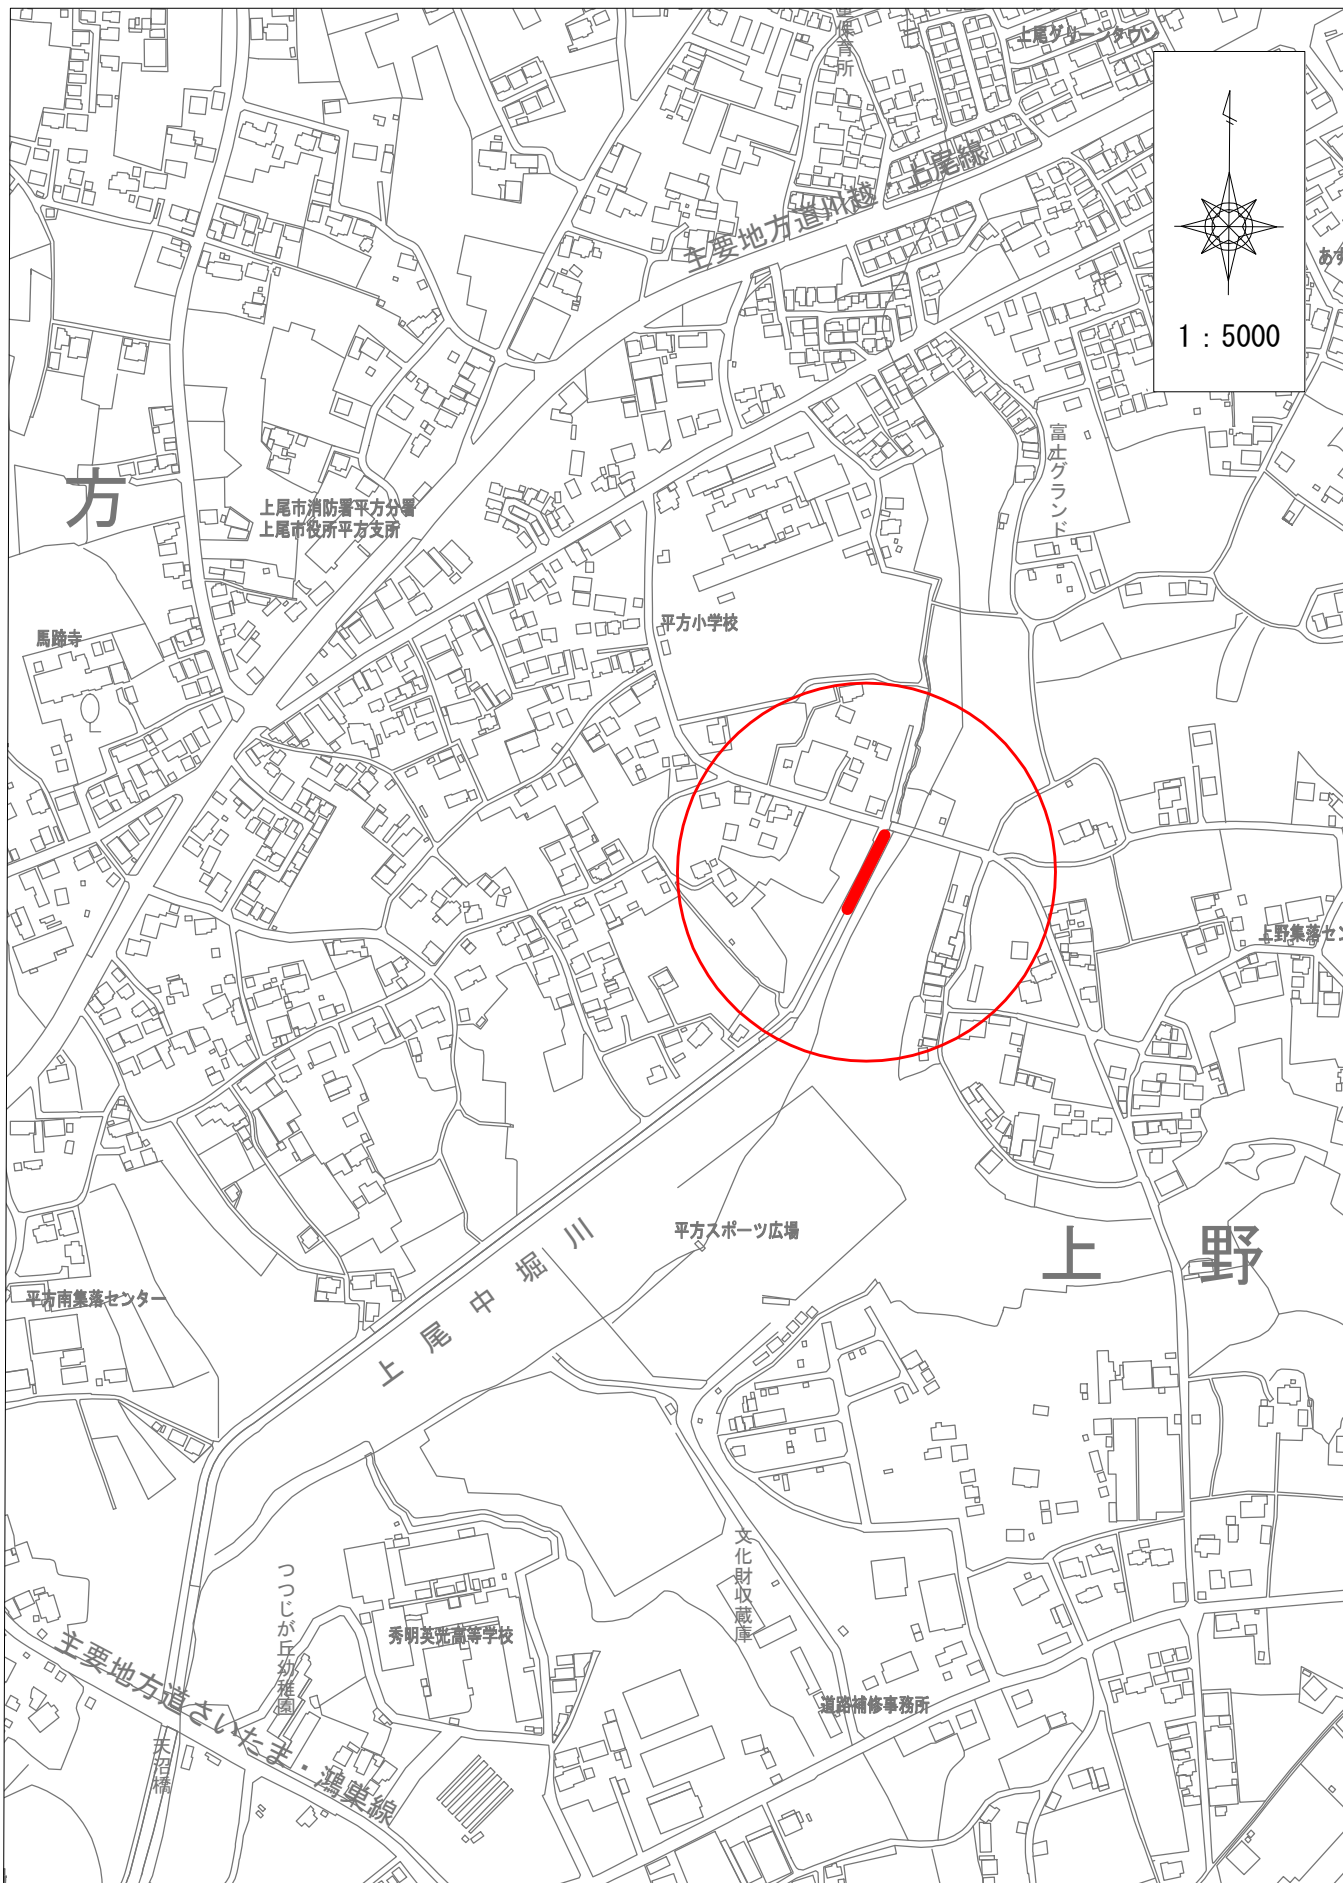 保育所
上尾グリーンタウン
主要地方道川越・上尾線
1：5000
富士グランド
方
上尾市消防署平方分署
上尾市役所平方支所
平方小学校
馬蹄寺
上野集落セン
上尾中堀川
平方スポーツ広場
上野
平方南集落センター
文化財収蔵庫
つつじが丘幼稚園
秀明英光高等学校
主要地方道さいたま・鴻巣線
道路補修事務所
天沼橋